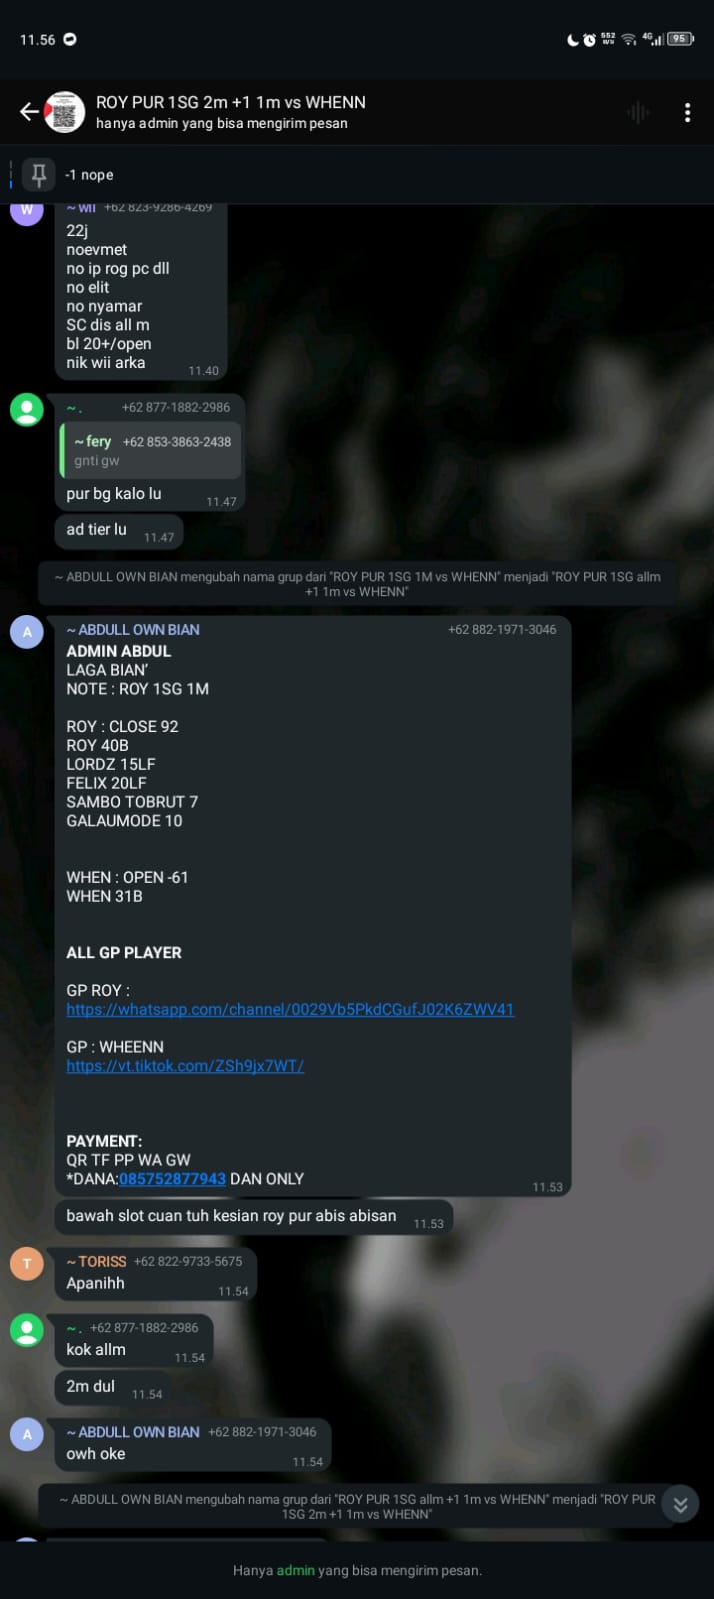 11.56
552
B/S
4G
95
ROY PUR 1SG 2m +1 1m vs WHENN
hanya admin yang bisa mengirim pesan
-1 nope
W
~ wii +62 823-9286-4269
22j
noevmet
no ip rog pc dll
no elit
no nyamar
SC dis all m
bl 20+/open
nik wii arka
11.40
~ . +62 877-1882-2986
~ fery +62 853-3863-2438
gnti gw
pur bg kalo lu
11.47
ad tier lu
11.47
~ ABDULL OWN BIAN mengubah nama grup dari "ROY PUR 1SG 1M vs WHENN" menjadi "ROY PUR 1SG allm
+1 1m vs WHENN"
A
~ ABDULL OWN BIAN +62 882-1971-3046
ADMIN ABDUL
LAGA BIAN’
NOTE : ROY 1SG 1M
ROY : CLOSE 92
ROY 40B
LORDZ 15LF
FELIX 20LF
SAMBO TOBRUT 7
GALAUMODE 10
WHEN : OPEN -61
WHEN 31B
ALL GP PLAYER
GP ROY :
https://whatsapp.com/channel/0029Vb5PkdCGufJ02K6ZWV41
GP : WHEENN
https://vt.tiktok.com/ZSh9jx7WT/
PAYMENT:
QR TF PP WA GW
*DANA:085752877943 DAN ONLY
11.53
bawah slot cuan tuh kesian roy pur abis abisan
11.53
T
~ TORISS +62 822-9733-5675
Apanihh
11.54
~ . +62 877-1882-2986
kok allm
11.54
2m dul
11.54
A
~ ABDULL OWN BIAN +62 882-1971-3046
owh oke
11.54
~ ABDULL OWN BIAN mengubah nama grup dari "ROY PUR 1SG allm +1 1m vs WHENN" menjadi "ROY PUR
1SG 2m +1 1m vs WHENN"
Hanya admin yang bisa mengirim pesan.